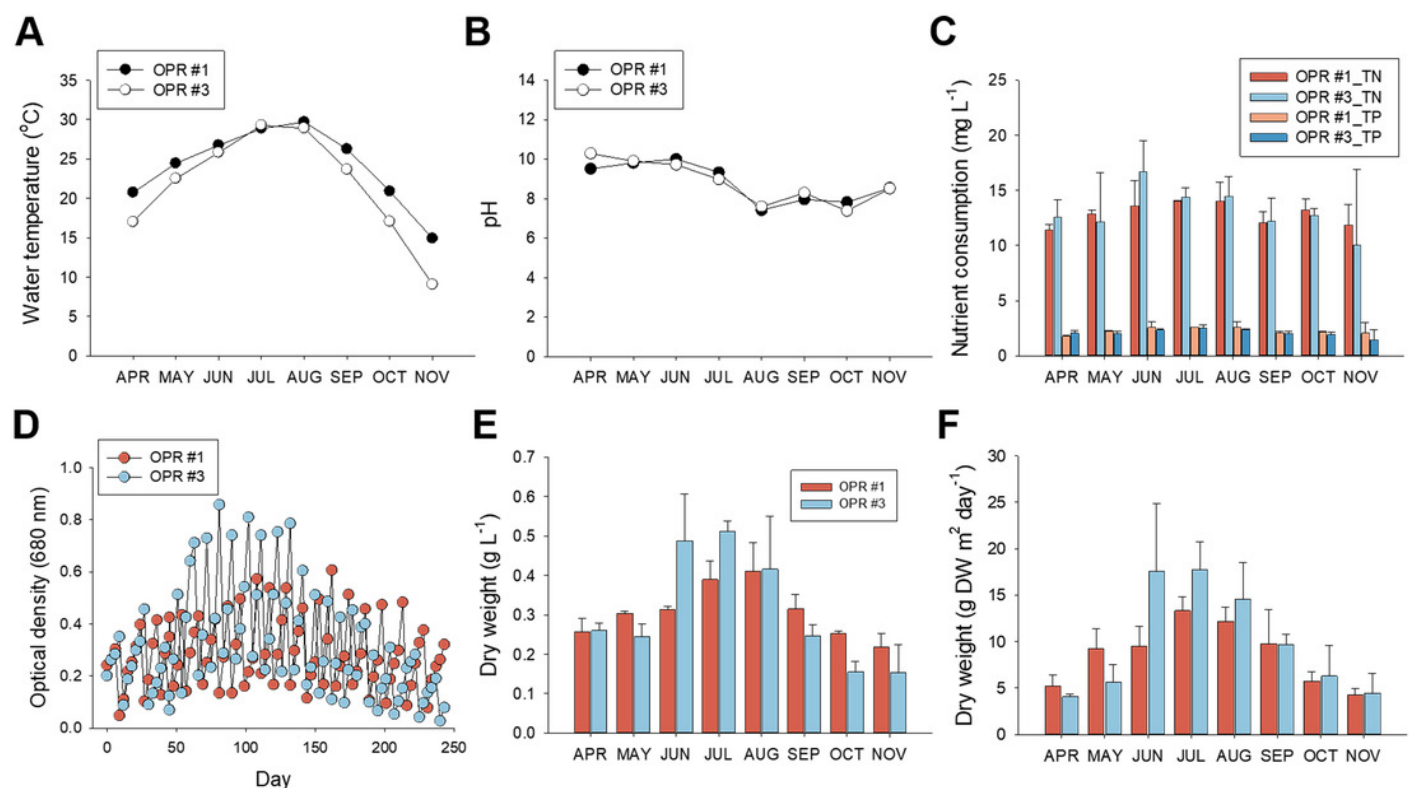 A
OPR #1
OPR #3
Water temperature (°C)
35
30
25
20
15
10
5
0
APR MAY JUN JUL AUG SEP OCT NOV
B
OPR #1
OPR #3
pH
14
12
10
8
6
4
2
0
APR MAY JUN JUL AUG SEP OCT NOV
C
OPR #1_TN
OPR #3_TN
OPR #1_TP
OPR #3_TP
Nutrient consumption (mg L⁻¹)
25
20
15
10
5
0
APR MAY JUN JUL AUG SEP OCT NOV
D
OPR #1
OPR #3
Optical density (680 nm)
1.0
0.8
0.6
0.4
0.2
0.0
0 50 100 150 200 250
Day
E
OPR #1
OPR #3
Dry weight (g L⁻¹)
0.7
0.6
0.5
0.4
0.3
0.2
0.1
0.0
APR MAY JUN JUL AUG SEP OCT NOV
F
Dry weight (g DW m² day⁻¹)
30
25
20
15
10
5
0
APR MAY JUN JUL AUG SEP OCT NOV